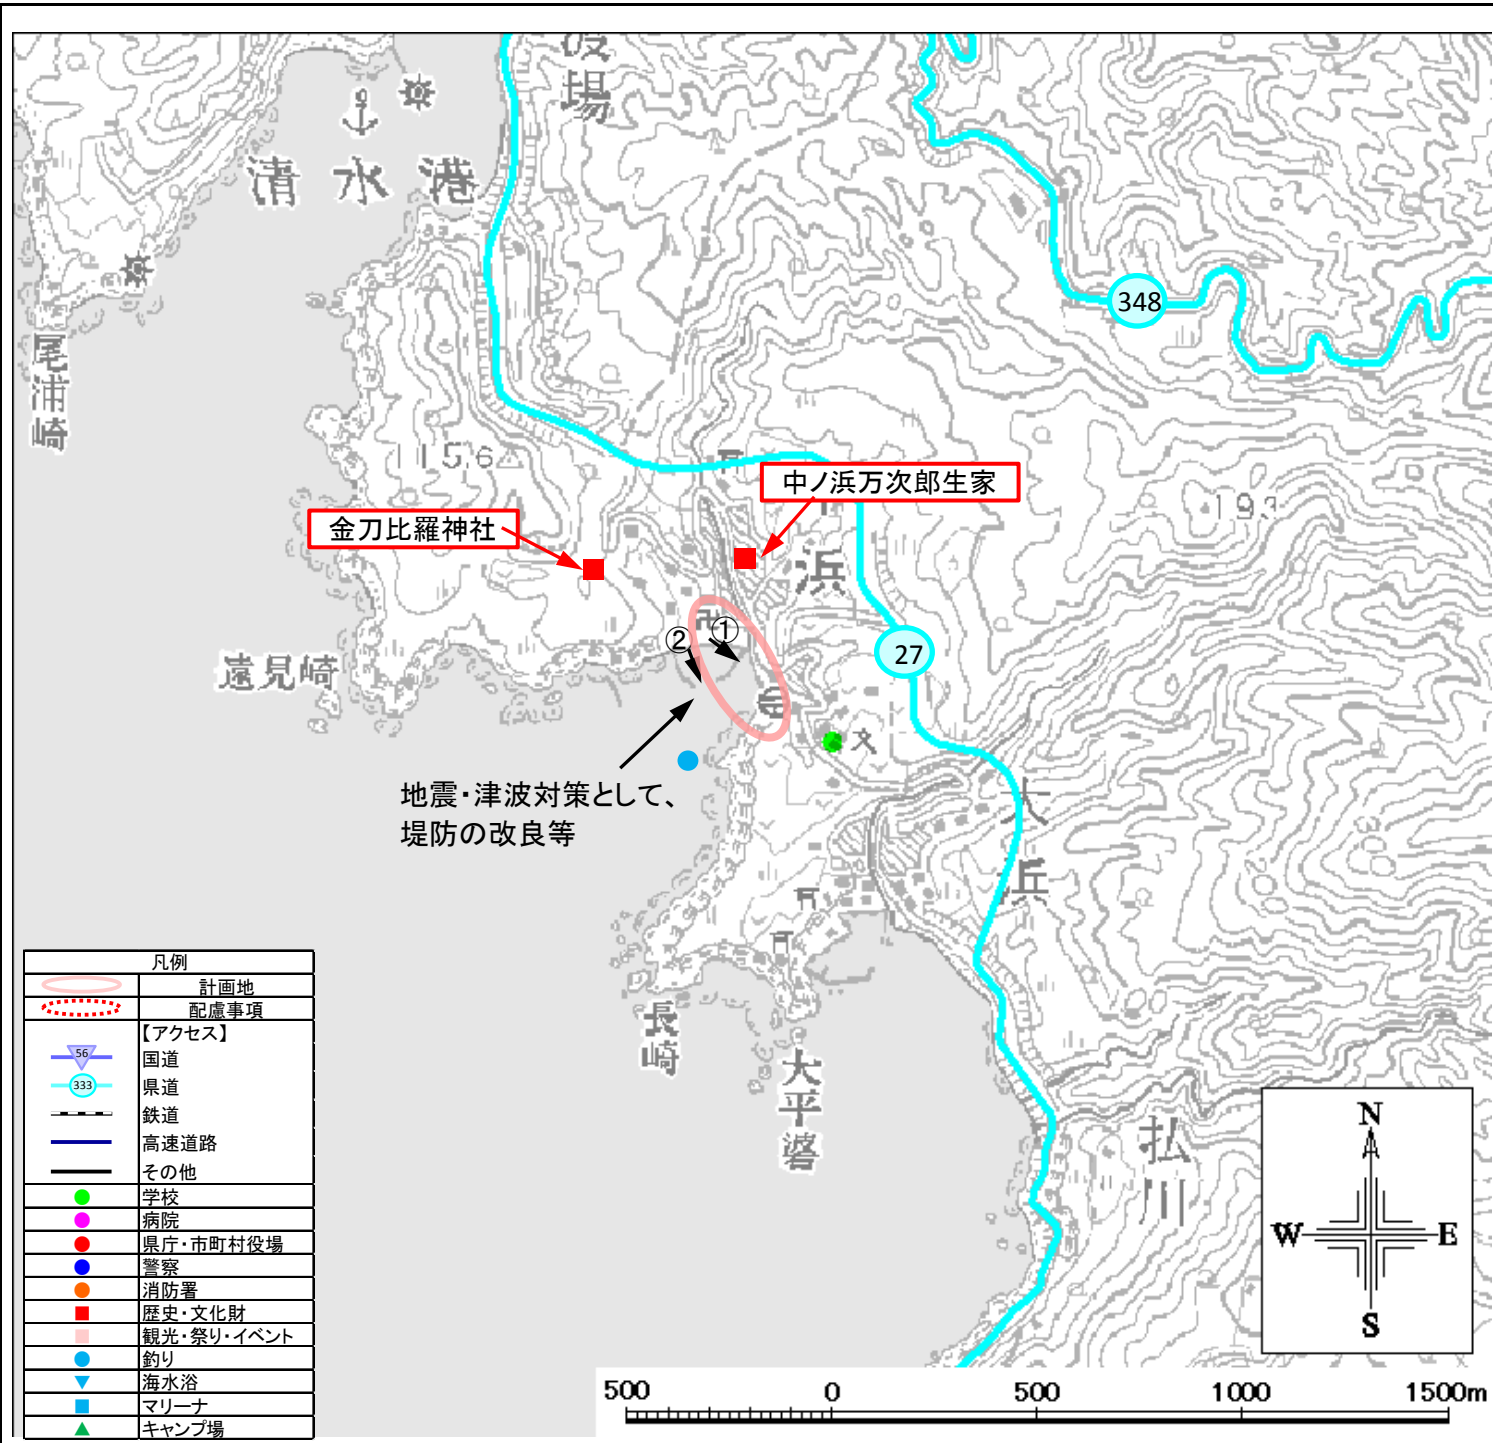 渡場
清水港
348
尾浦崎
115.6
中ノ浜万次郎生家
金刀比羅神社
193
浜
①
②
27
遠見崎
文
地震・津波対策として、
堤防の改良等
大浜
長崎
大平碆
払川
凡例
計画地
配慮事項
【アクセス】
56
国道
333
県道
鉄道
高速道路
その他
学校
病院
県庁・市町村役場
警察
消防署
歴史・文化財
観光・祭り・イベント
釣り
海水浴
マリーナ
キャンプ場
N
W
E
S
500 0 500 1000 1500m